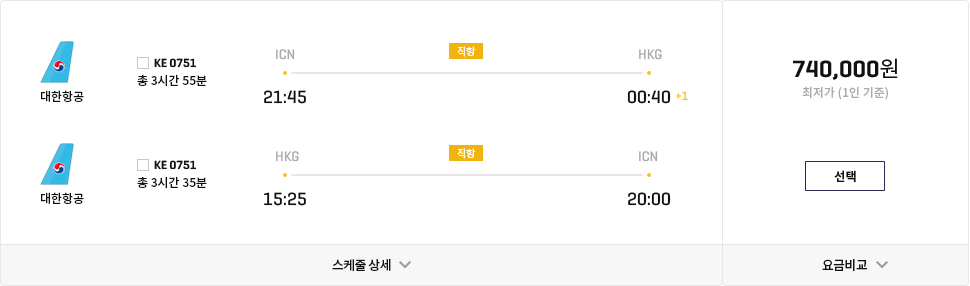 대한항공
KE 0751
총 3시간 55분
ICN
직항
HKG
21:45
00:40 +1
대한항공
KE 0751
총 3시간 35분
HKG
직항
ICN
15:25
20:00
740,000원
최저가 (1인 기준)
선택
스케줄 상세
요금비교